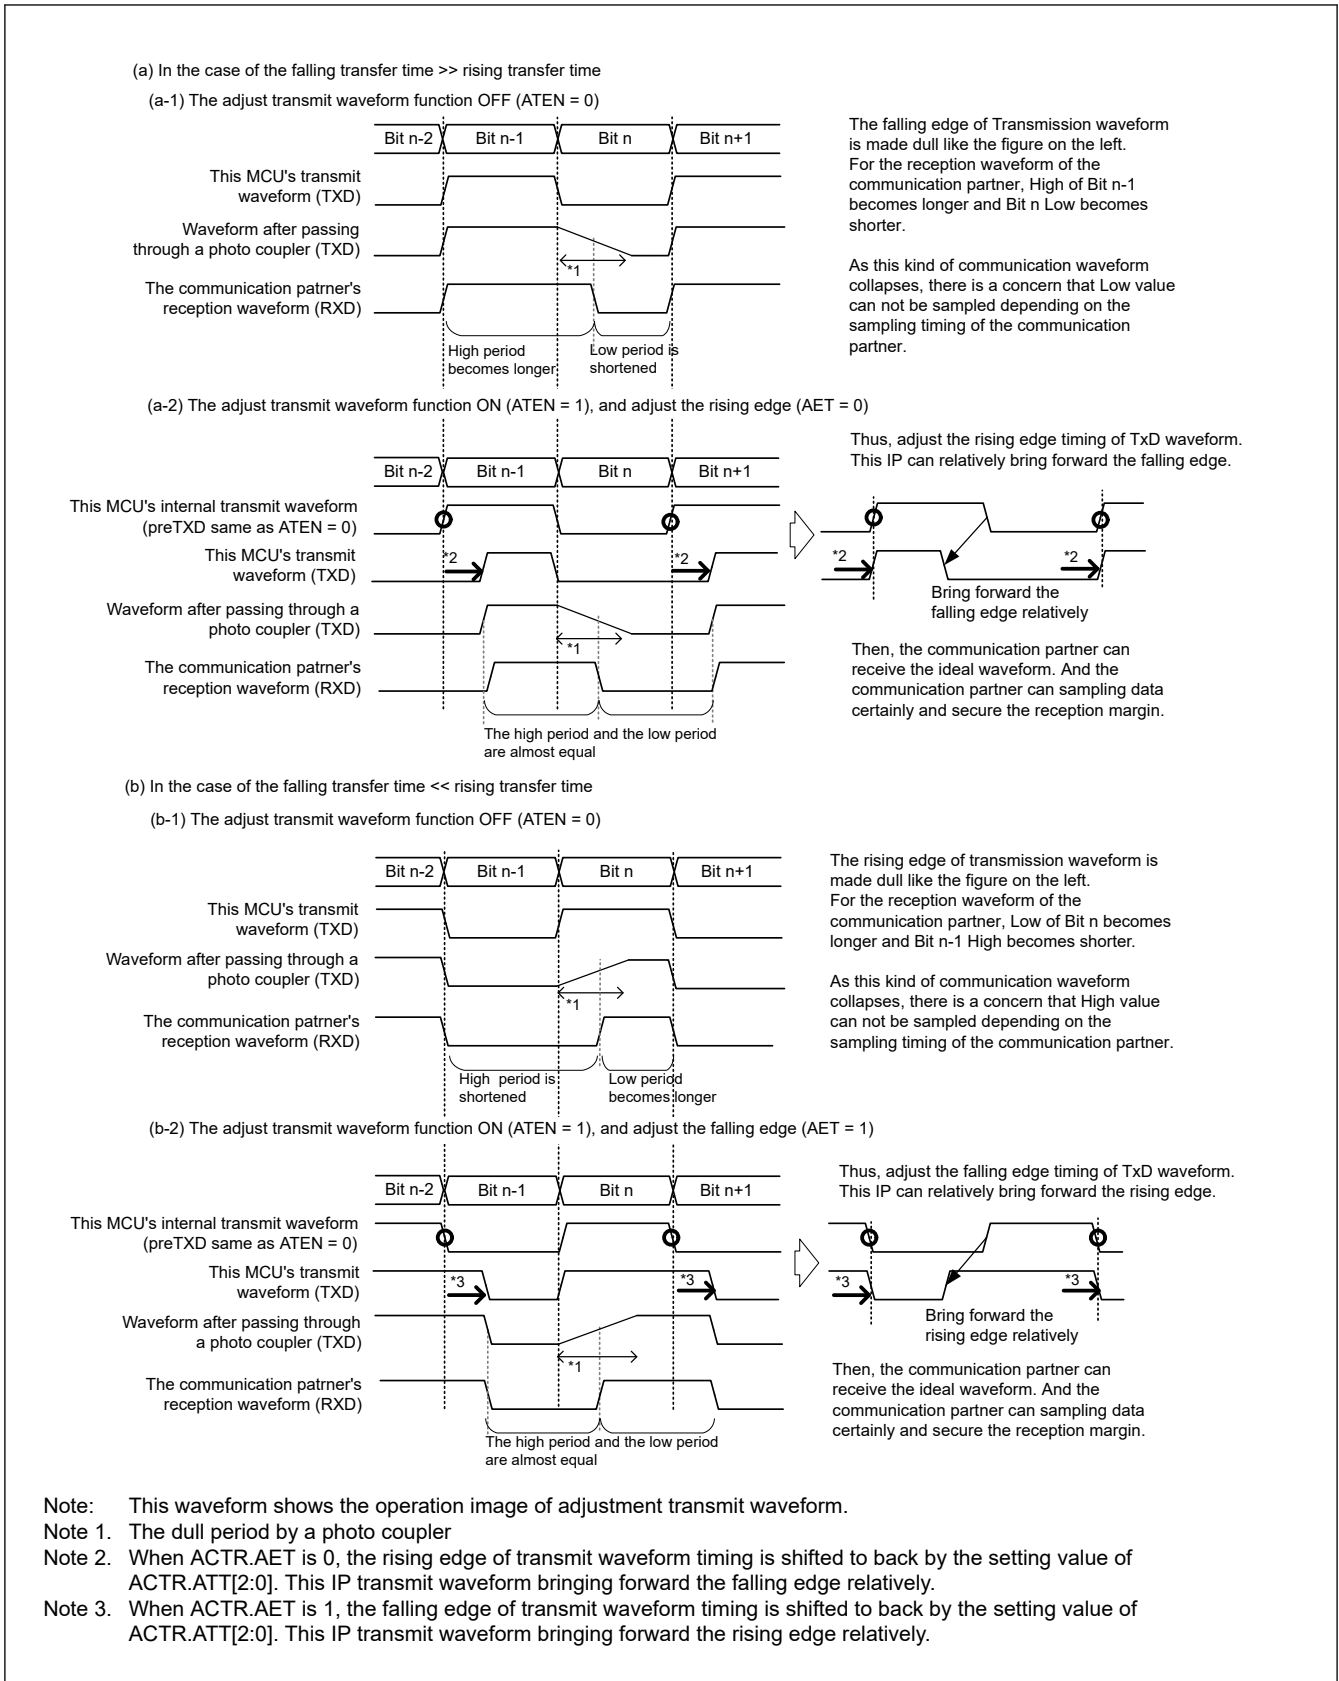 (a) In the case of the falling transfer time >> rising transfer time
(a-1) The adjust transmit waveform function OFF (ATEN = 0)
Bit n-2 Bit n-1 Bit n Bit n+1
This MCU's transmit
waveform (TXD)
Waveform after passing
through a photo coupler (TXD)
*1
The communication patrner's
reception waveform (RXD)
High period
becomes longer
Low period is
shortened
The falling edge of Transmission waveform
is made dull like the figure on the left.
For the reception waveform of the
communication partner, High of Bit n-1
becomes longer and Bit n Low becomes
shorter.
As this kind of communication waveform
collapses, there is a concern that Low value
can not be sampled depending on the
sampling timing of the communication
partner.
(a-2) The adjust transmit waveform function ON (ATEN = 1), and adjust the rising edge (AET = 0)
Bit n-2 Bit n-1 Bit n Bit n+1
This MCU's internal transmit waveform
(preTXD same as ATEN = 0)
This MCU's transmit
waveform (TXD)
*2 *2
Waveform after passing through a
photo coupler (TXD)
*1
The communication patrner's
reception waveform (RXD)
The high period and the low period
are almost equal
Thus, adjust the rising edge timing of TxD waveform.
This IP can relatively bring forward the falling edge.
*2 *2
Bring forward the
falling edge relatively
Then, the communication partner can
receive the ideal waveform. And the
communication partner can sampling data
certainly and secure the reception margin.
(b) In the case of the falling transfer time << rising transfer time
(b-1) The adjust transmit waveform function OFF (ATEN = 0)
Bit n-2 Bit n-1 Bit n Bit n+1
This MCU's transmit
waveform (TXD)
Waveform after passing through a
photo coupler (TXD)
*1
The communication patrner's
reception waveform (RXD)
High period is
shortened
Low period
becomes longer
The rising edge of transmission waveform is
made dull like the figure on the left.
For the reception waveform of the
communication partner, Low of Bit n becomes
longer and Bit n-1 High becomes shorter.
As this kind of communication waveform
collapses, there is a concern that High value
can not be sampled depending on the
sampling timing of the communication partner.
(b-2) The adjust transmit waveform function ON (ATEN = 1), and adjust the falling edge (AET = 1)
Bit n-2 Bit n-1 Bit n Bit n+1
This MCU's internal transmit waveform
(preTXD same as ATEN = 0)
This MCU's transmit
waveform (TXD)
*3 *3
Waveform after passing through
a photo coupler (TXD)
*1
The communication patrner's
reception waveform (RXD)
The high period and the low period
are almost equal
Thus, adjust the falling edge timing of TxD waveform.
This IP can relatively bring forward the rising edge.
*3 *3
Bring forward the
rising edge relatively
Then, the communication partner can
receive the ideal waveform. And the
communication partner can sampling data
certainly and secure the reception margin.
Note: This waveform shows the operation image of adjustment transmit waveform.
Note 1. The dull period by a photo coupler
Note 2. When ACTR.AET is 0, the rising edge of transmit waveform timing is shifted to back by the setting value of
ACTR.ATT[2:0]. This IP transmit waveform bringing forward the falling edge relatively.
Note 3. When ACTR.AET is 1, the falling edge of transmit waveform timing is shifted to back by the setting value of
ACTR.ATT[2:0]. This IP transmit waveform bringing forward the rising edge relatively.